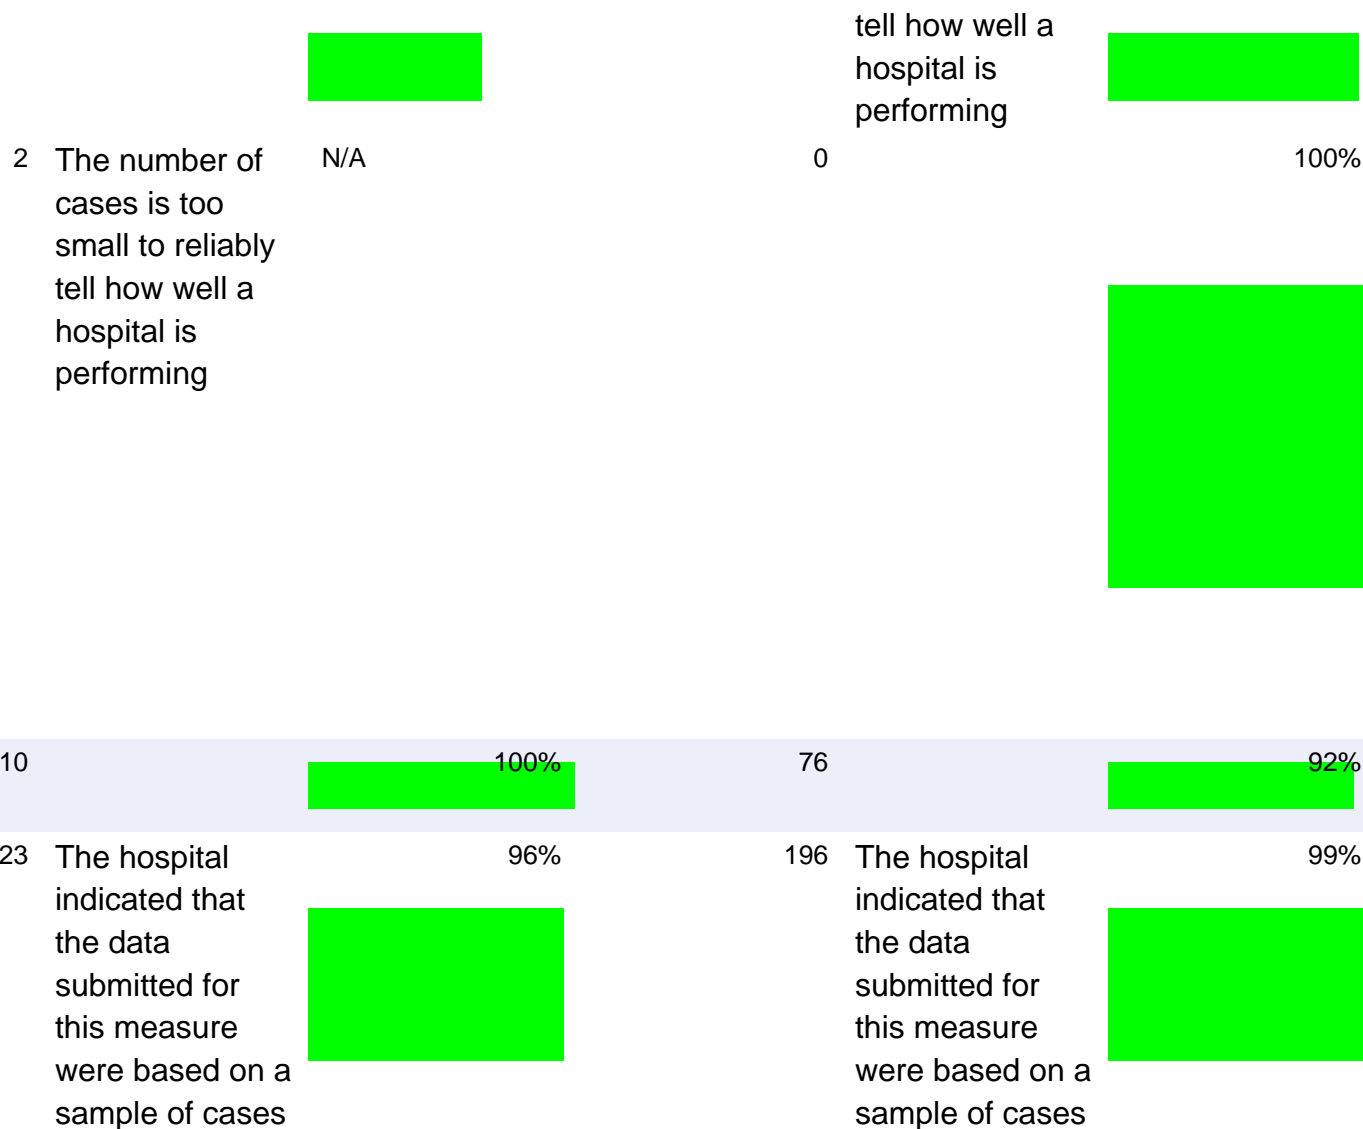 tell how well a
hospital is
performing
2 The number of N/A 0 100%
cases is too
small to reliably
tell how well a
hospital is
performing
10 100% 76 92%
23 The hospital 96% 196 The hospital 99%
indicated that indicated that
the data the data
submitted for submitted for
this measure this measure
were based on a were based on a
sample of cases sample of cases